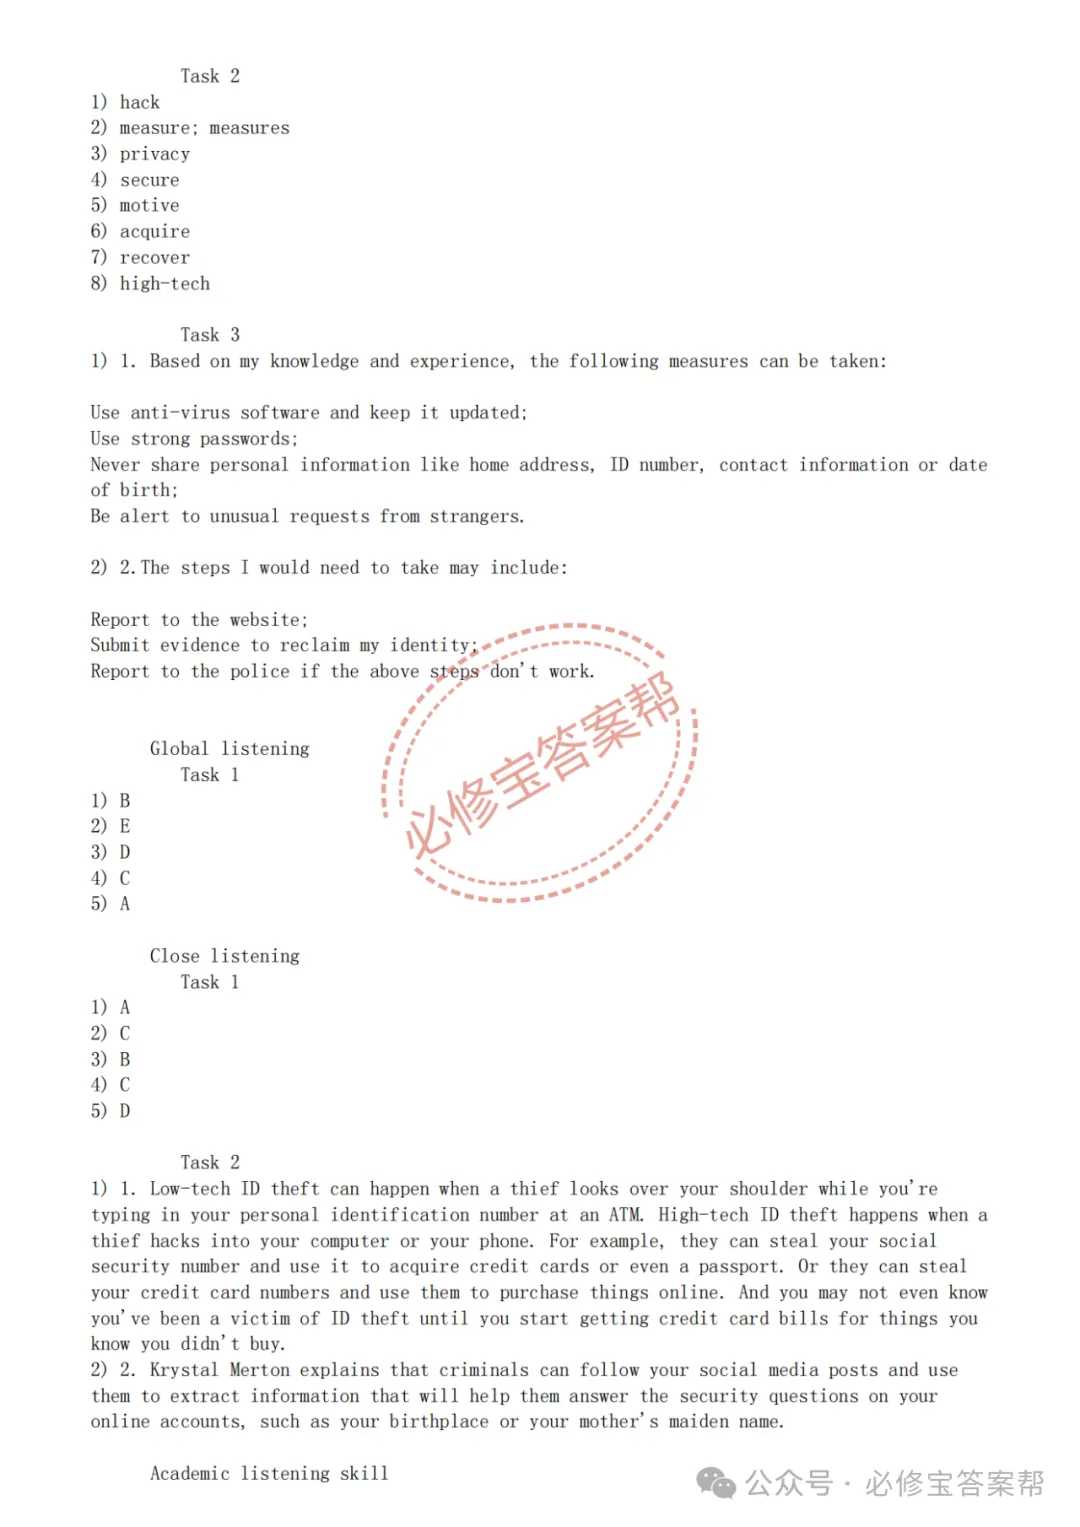 Task 2
1) hack
2) measure; measures
3) privacy
4) secure
5) motive
6) acquire
7) recover
8) high-tech
Task 3
1) 1. Based on my knowledge and experience, the following measures can be taken:
Use anti-virus software and keep it updated;
Use strong passwords;
Never share personal information like home address, ID number, contact information or date
of birth;
Be alert to unusual requests from strangers.
2) 2.The steps I would need to take may include:
Report to the website;
Submit evidence to reclaim my identity;
Report to the police if the above steps don't work.
必修宝答案帮
Global listening
Task 1
1) B
2) E
3) D
4) C
5) A
Close listening
Task 1
1) A
2) C
3) B
4) C
5) D
Task 2
1) 1. Low-tech ID theft can happen when a thief looks over your shoulder while you're
typing in your personal identification number at an ATM. High-tech ID theft happens when a
thief hacks into your computer or your phone. For example, they can steal your social
security number and use it to acquire credit cards or even a passport. Or they can steal
your credit card numbers and use them to purchase things online. And you may not even know
you've been a victim of ID theft until you start getting credit card bills for things you
know you didn't buy.
2) 2. Krystal Merton explains that criminals can follow your social media posts and use
them to extract information that will help them answer the security questions on your
online accounts, such as your birthplace or your mother's maiden name.
Academic listening skill
公众号 · 必修宝答案帮